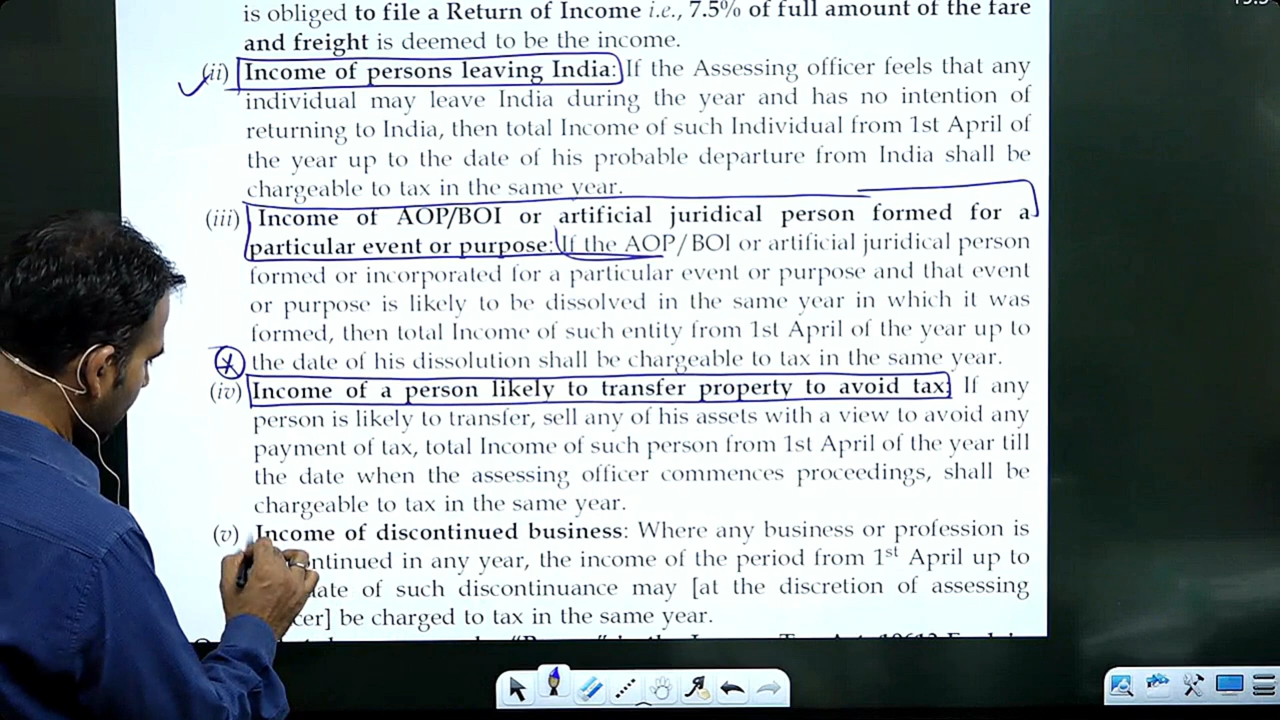 is obliged to file a Return of Income i.e., 7.5% of full amount of the fare
and freight is deemed to be the income.
(ii) Income of persons leaving India: If the Assessing officer feels that any
individual may leave India during the year and has no intention of
returning to India, then total Income of such Individual from 1st April of
the year up to the date of his probable departure from India shall be
chargeable to tax in the same year.
(iii) Income of AOP/BOI or artificial juridical person formed for a
particular event or purpose: If the AOP/BOI or artificial juridical person
formed or incorporated for a particular event or purpose and that event
or purpose is likely to be dissolved in the same year in which it was
formed, then total Income of such entity from 1st April of the year up to
the date of his dissolution shall be chargeable to tax in the same year.
(iv) Income of a person likely to transfer property to avoid tax: If any
person is likely to transfer, sell any of his assets with a view to avoid any
payment of tax, total Income of such person from 1st April of the year till
the date when the assessing officer commences proceedings, shall be
chargeable to tax in the same year.
(v) Income of discontinued business: Where any business or profession is
ntinued in any year, the income of the period from 1st April up to
ate of such discontinuance may [at the discretion of assessing
cer] be charged to tax in the same year.